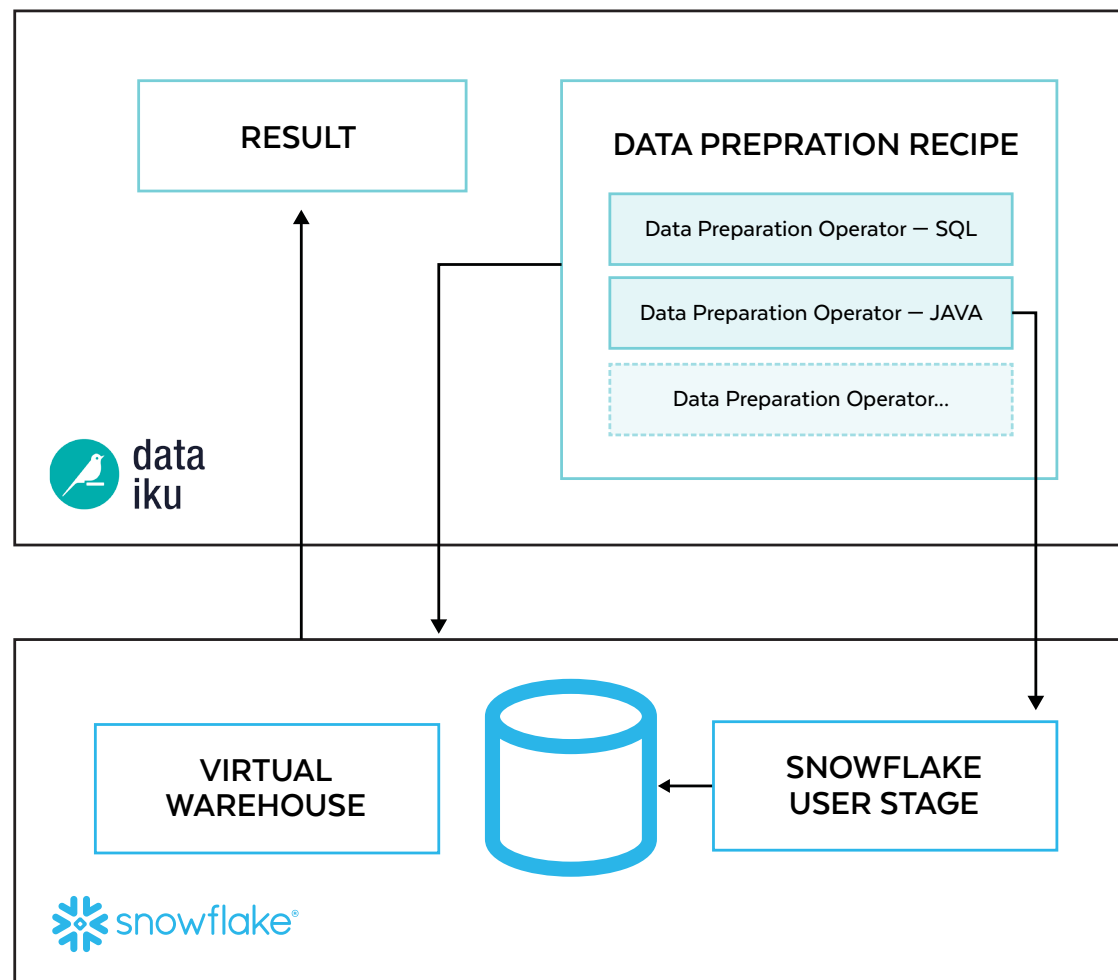 RESULT
DATA PREPRATION RECIPE
Data Preparation Operator — SQL
Data Preparation Operator — JAVA
Data Preparation Operator...
data
iku
VIRTUAL
WAREHOUSE
SNOWFLAKE
USER STAGE
snowflake®